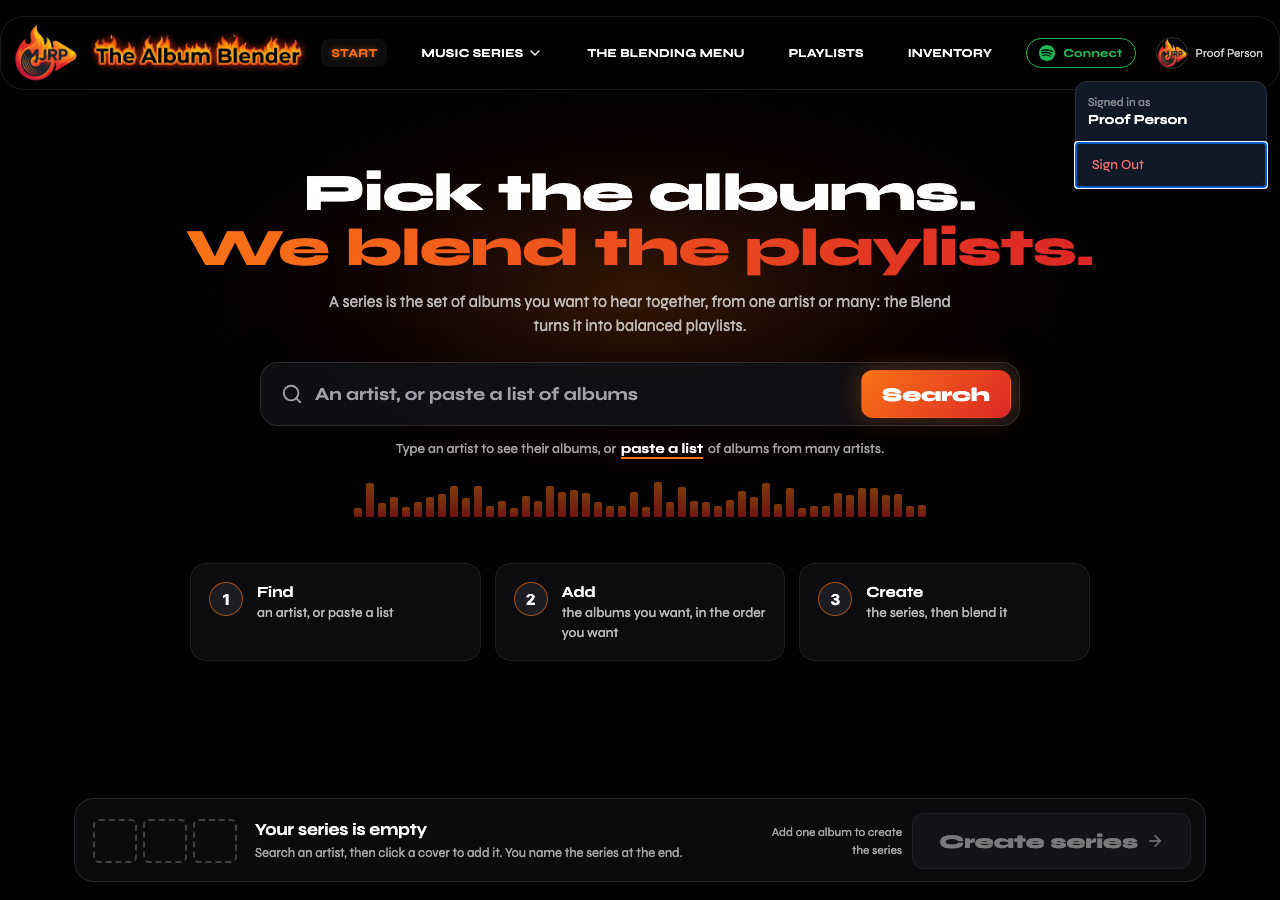 MJRP
The Album Blender
START
MUSIC SERIES
THE BLENDING MENU
PLAYLISTS
INVENTORY
Connect
Proof Person
Signed in as
Proof Person
Sign Out
Pick the albums.
We blend the playlists.
A series is the set of albums you want to hear together, from one artist or many: the Blend
turns it into balanced playlists.
An artist, or paste a list of albums
Search
Type an artist to see their albums, or paste a list of albums from many artists.
1
Find
an artist, or paste a list
2
Add
the albums you want, in the order
you want
3
Create
the series, then blend it
Your series is empty
Search an artist, then click a cover to add it. You name the series at the end.
Add one album to create
the series
Create series